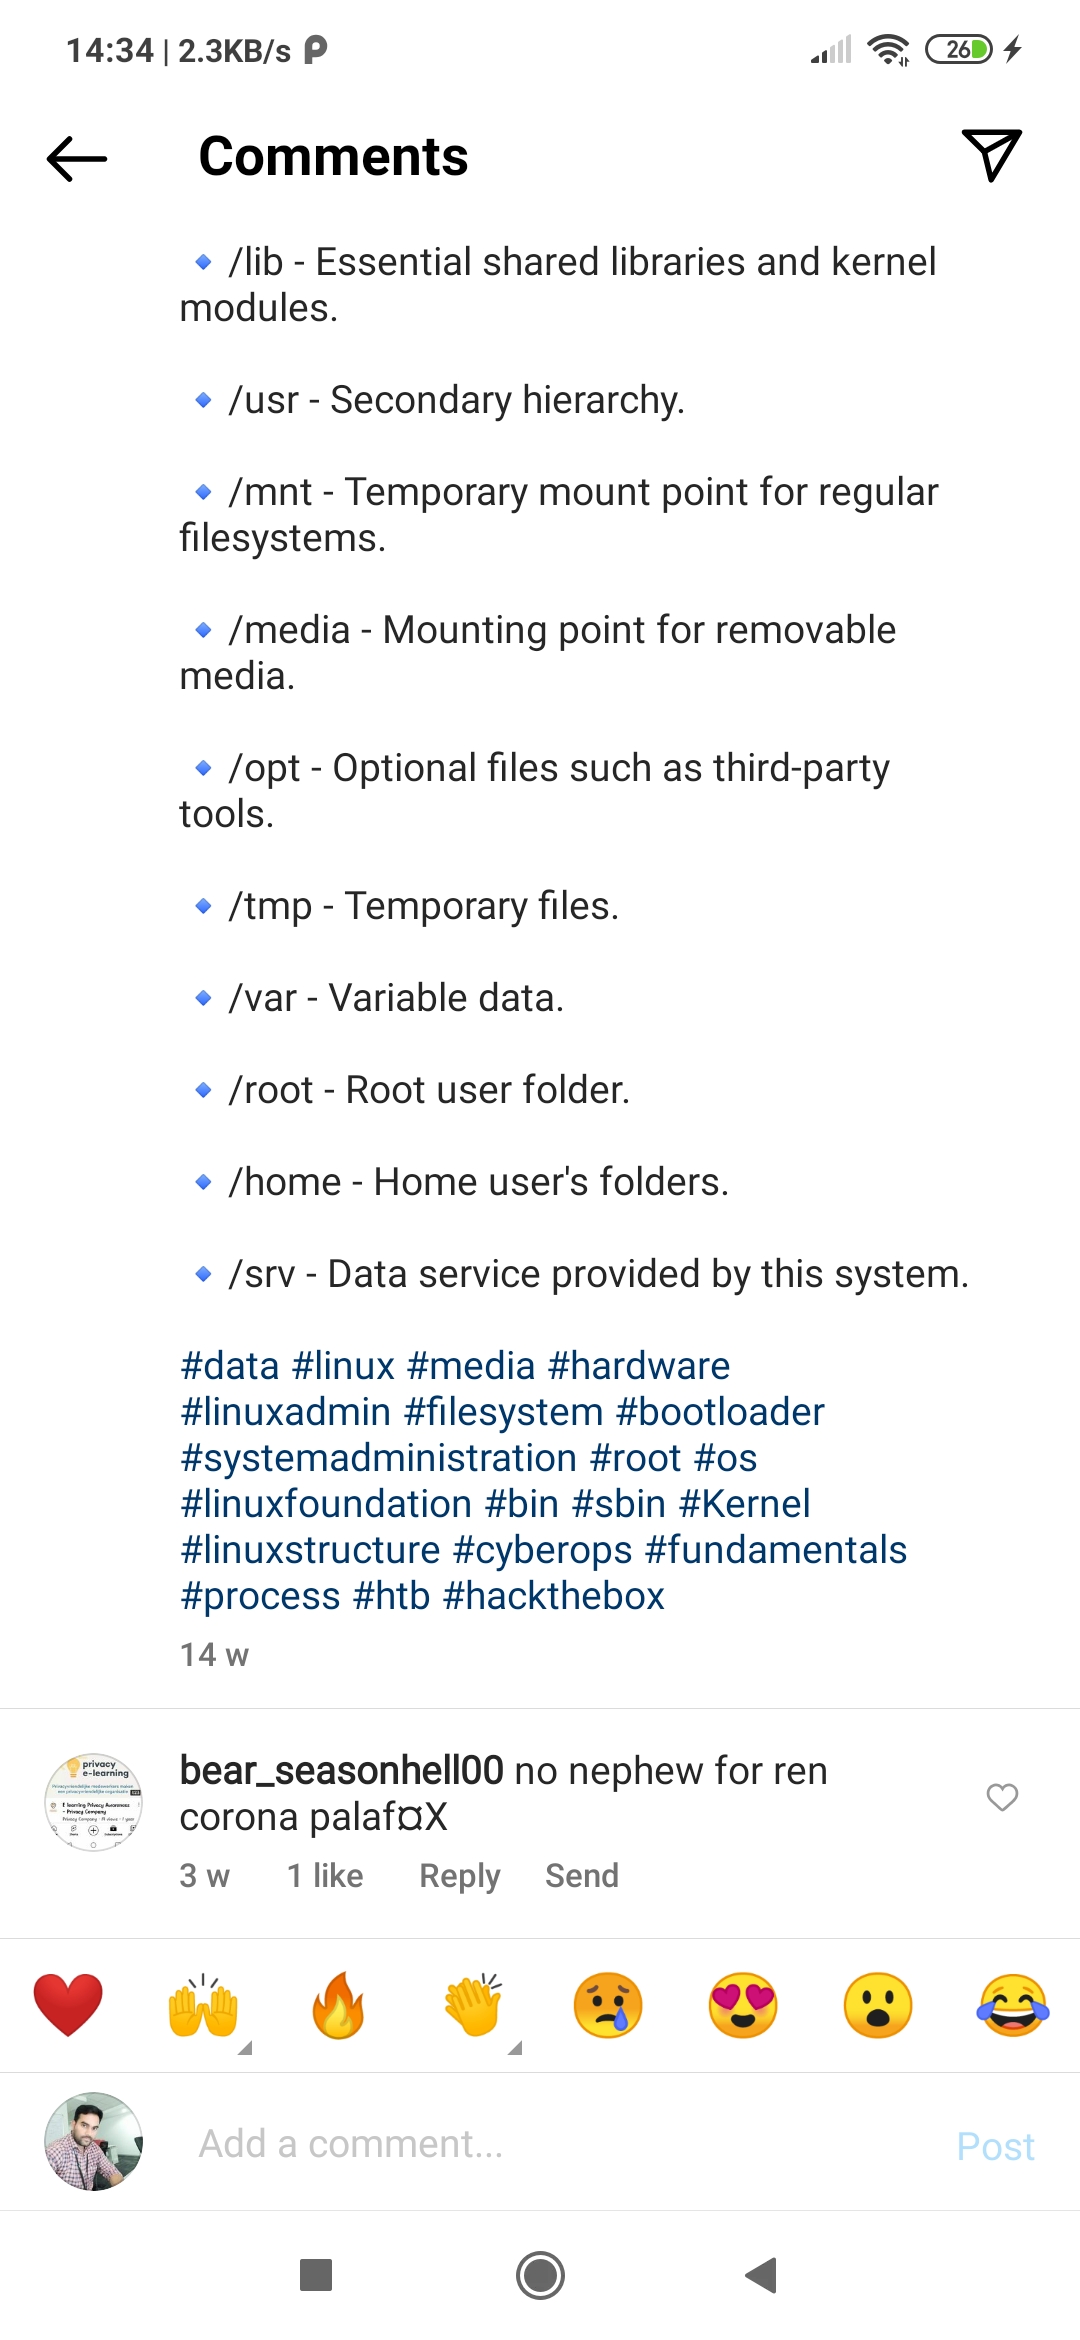 14:34 | 2.3KB/s
26
Comments
🔹 /lib - Essential shared libraries and kernel
modules.
🔹 /usr - Secondary hierarchy.
🔹 /mnt - Temporary mount point for regular
filesystems.
🔹 /media - Mounting point for removable
media.
🔹 /opt - Optional files such as third-party
tools.
🔹 /tmp - Temporary files.
🔹 /var - Variable data.
🔹 /root - Root user folder.
🔹 /home - Home user's folders.
🔹 /srv - Data service provided by this system.
#data #linux #media #hardware
#linuxadmin #filesystem #bootloader
#systemadministration #root #os
#linuxfoundation #bin #sbin #Kernel
#linuxstructure #cyberops #fundamentals
#process #htb #hackthebox
14 w
privacy
e-learning
bear_seasonhell00 no nephew for ren
corona palaf¤X
3 w 1 like Reply Send
Add a comment...
Post